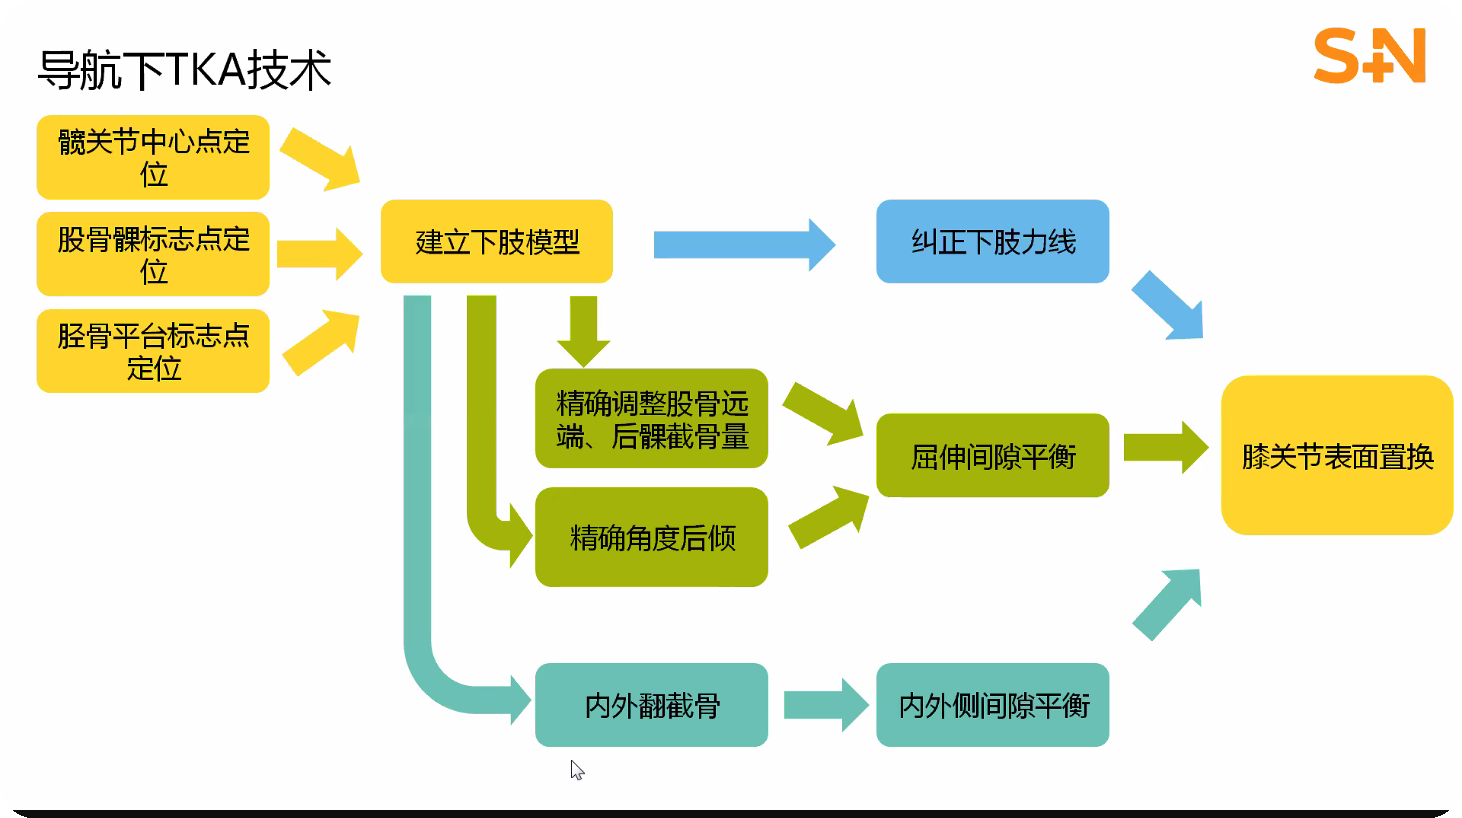 导航下TKA技术
S+N
髋关节中心点定
位
股骨髁标志点定
位
胫骨平台标志点
定位
建立下肢模型
纠正下肢力线
精确调整股骨远
端、后髁截骨量
屈伸间隙平衡
膝关节表面置换
精确角度后倾
内外翻截骨
内外侧间隙平衡